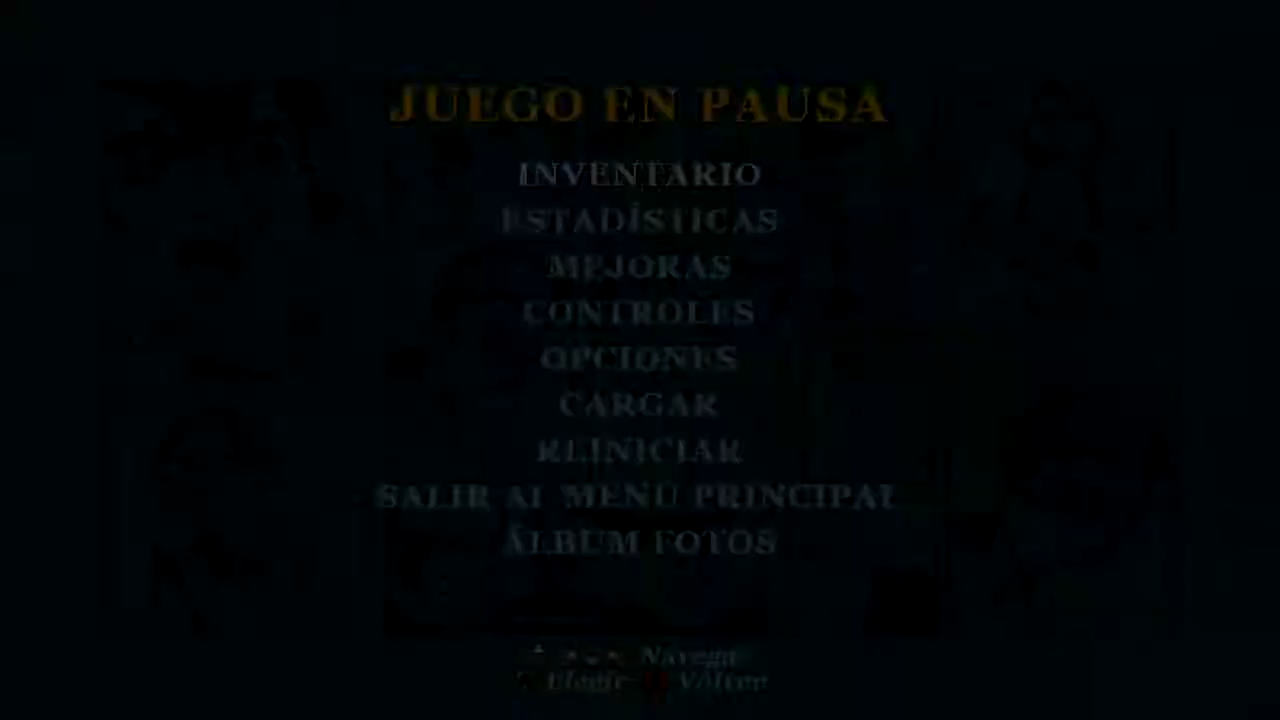 JUEGO EN PAUSA
INVENTARIO
ESTADÍSTICAS
MEJORAS
CONTROLES
OPCIONES
CARGAR
REINICIAR
SALIR AL MENÚ PRINCIPAL
ÁLBUM FOTOS
Navegar
Elegir Volver